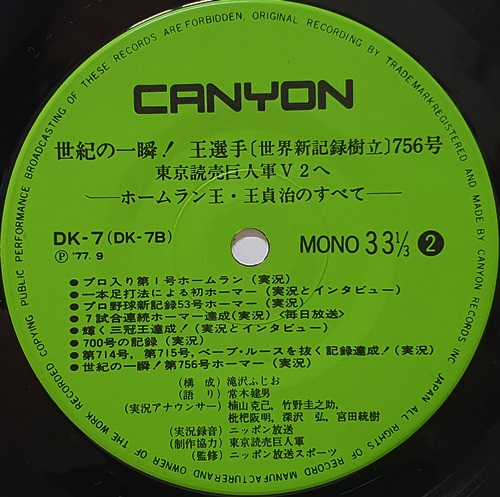 CANYON
世紀の一瞬！ 王選手〔世界新記録樹立〕756号
東京読売巨人軍V2へ
―ホームラン王・王貞治のすべて―
DK-7 (DK-7B)
Ⓟ '77. 9
MONO 33⅓ 2
●プロ入り第1号ホームラン（実況）
●一本足打法による初ホーマー（実況とインタビュー）
●プロ野球新記録53号ホーマー（実況）
●7試合連続ホーマー達成（実況）〈毎日放送〉
●輝く三冠王達成！（実況とインタビュー）
●700号の記録（実況）
●第714号，第715号，ベーブ・ルースを抜く記録達成！（実況）
●世紀の一瞬！第756号ホーマー（実況）
（構成）滝沢ふじお
（語り）常木建男
（実況アナウンサー）楠山克己，竹野圭之助，
枇杷阪明，深沢 弘，宮田統樹
（実況録音）ニッポン放送
（制作協力）東京読売巨人軍
（監修）ニッポン放送スポーツ
ORIGINAL RECORDING BY TRADEMARKREGISTERED AND MADE BY CANYON RECORDS INC JAPAN ALL RIGHTS OF RECORD MANUFACTURERAND OWNER OF THE WORK RECORDED COPYING PUBLIC PERFORMANCE BROADCASTING OF THESE RECORDS ARE FORBIDDEN.